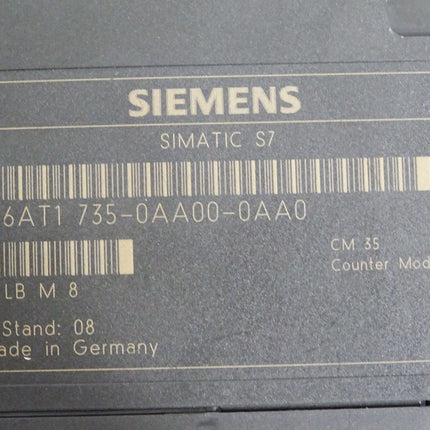 SIEMENS
SIMATIC S7
6AT1 735-0AA00-0AA0
CM 35
Counter Mod
LB M 8
Stand: 08
ade in Germany